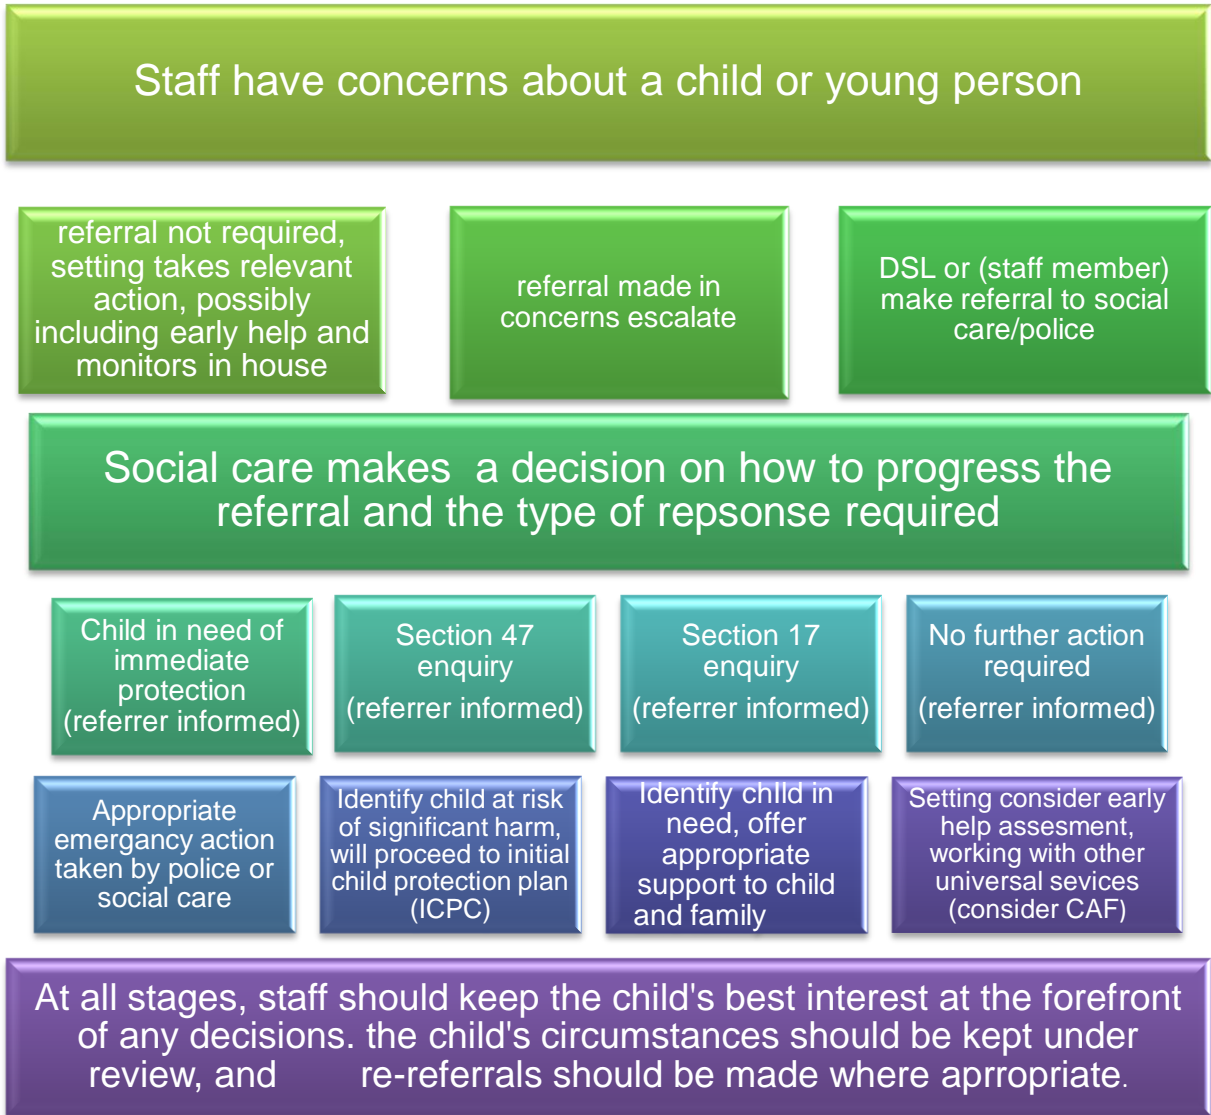 Staff have concerns about a child or young person
referral not required,
setting takes relevant
action, possibly
including early help and
monitors in house
referral made in
concerns escalate
DSL or (staff member)
make referral to social
care/police
Social care makes  a decision on how to progress the
referral and the type of repsonse required
Child in need of
immediate
protection
(referrer informed)
Section 47
enquiry
(referrer informed)
Section 17
enquiry
(referrer informed)
No further action
required
(referrer informed)
Appropriate
emergancy action
taken by police or
social care
Identify child at risk
of significant harm,
will proceed to initial
child protection plan
(ICPC)
Identify chIld in
need, offer
appropriate
support to child
and family
Setting consider early
help assesment,
working with other
universal sevices
(consider CAF)
At all stages, staff should keep the child's best interest at the forefront
of any decisions. the child's circumstances should be kept under
review, and        re-referrals should be made where aprropriate.